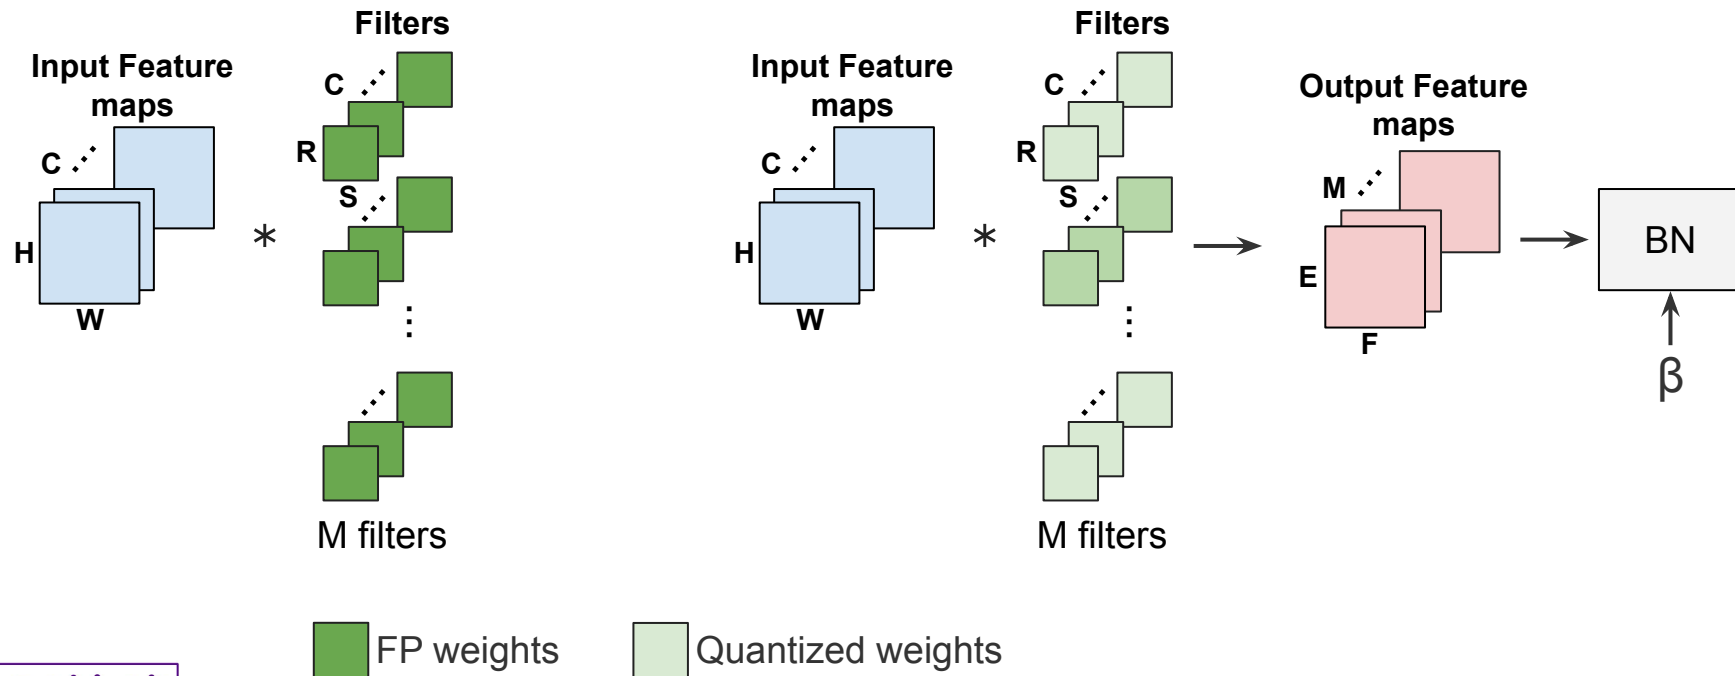 Input Feature
maps
C
H
W
*
Filters
C
R
S
M filters
Input Feature
maps
C
H
W
*
Filters
C
R
S
M filters
Output Feature
maps
M
E
F
BN
β
FP weights
Quantized weights